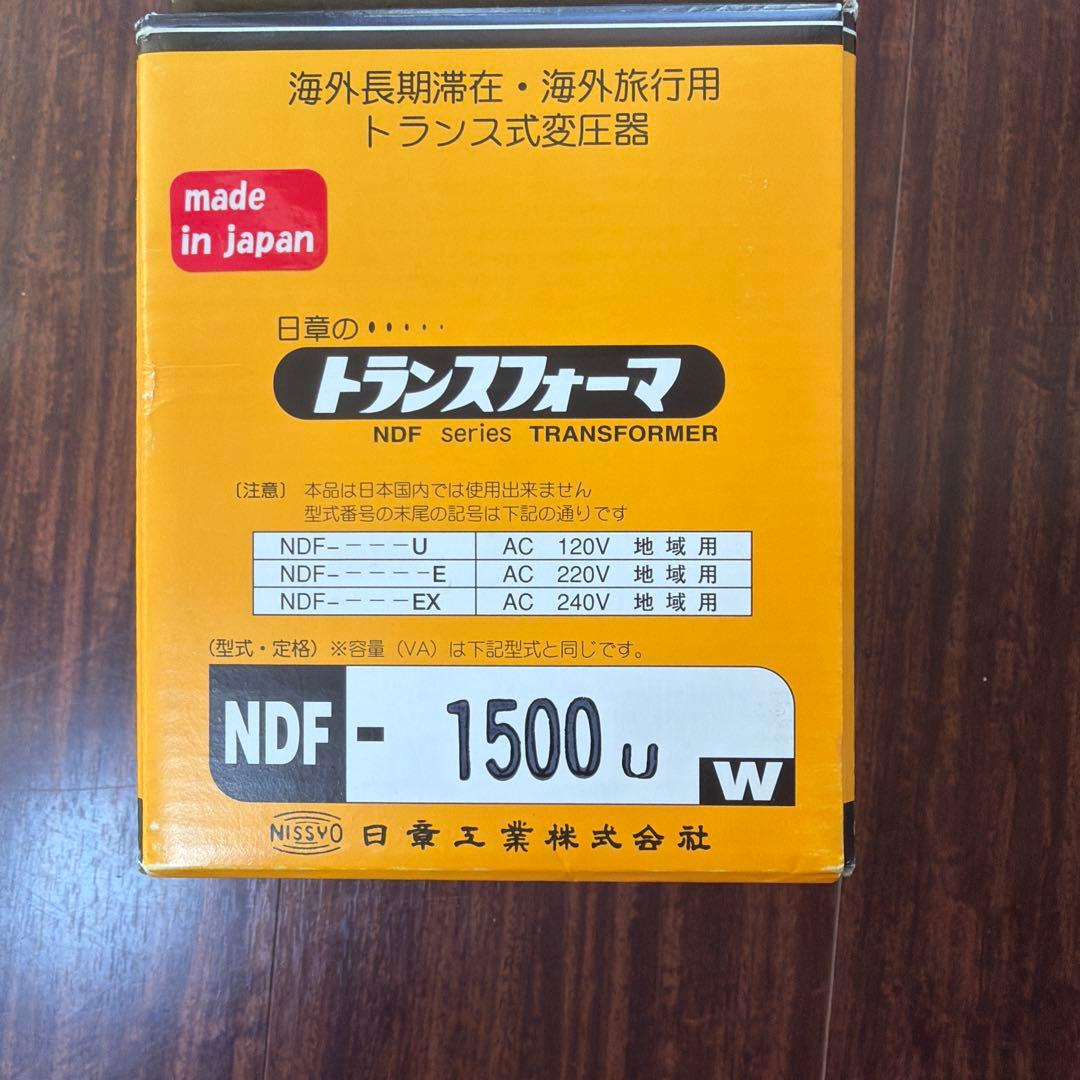 海外長期滞在・海外旅行用
トランス式変圧器
made
in japan
日章の・・・・・
トランスフォーマ
NDF series TRANSFORMER
〔注意〕 本品は日本国内では使用出来ません
型式番号の末尾の記号は下記の通りです
NDF-----U AC 120V 地域用
NDF-----E AC 220V 地域用
NDF-----EX AC 240V 地域用
(型式・定格) ※容量（VA）は下記型式と同じです。
NDF - 1500 U W
NISSYO 日章工業株式会社